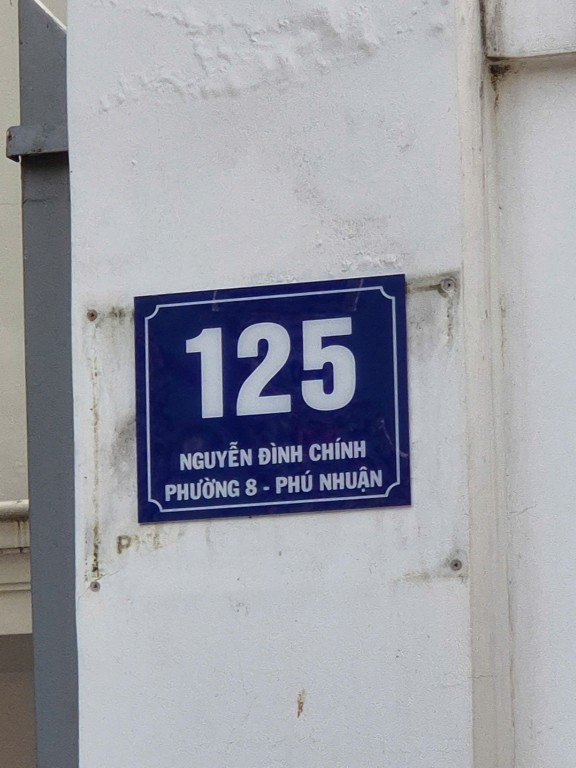 125
NGUYỄN ĐÌNH CHÍNH
PHƯỜNG 8 - PHÚ NHUẬN